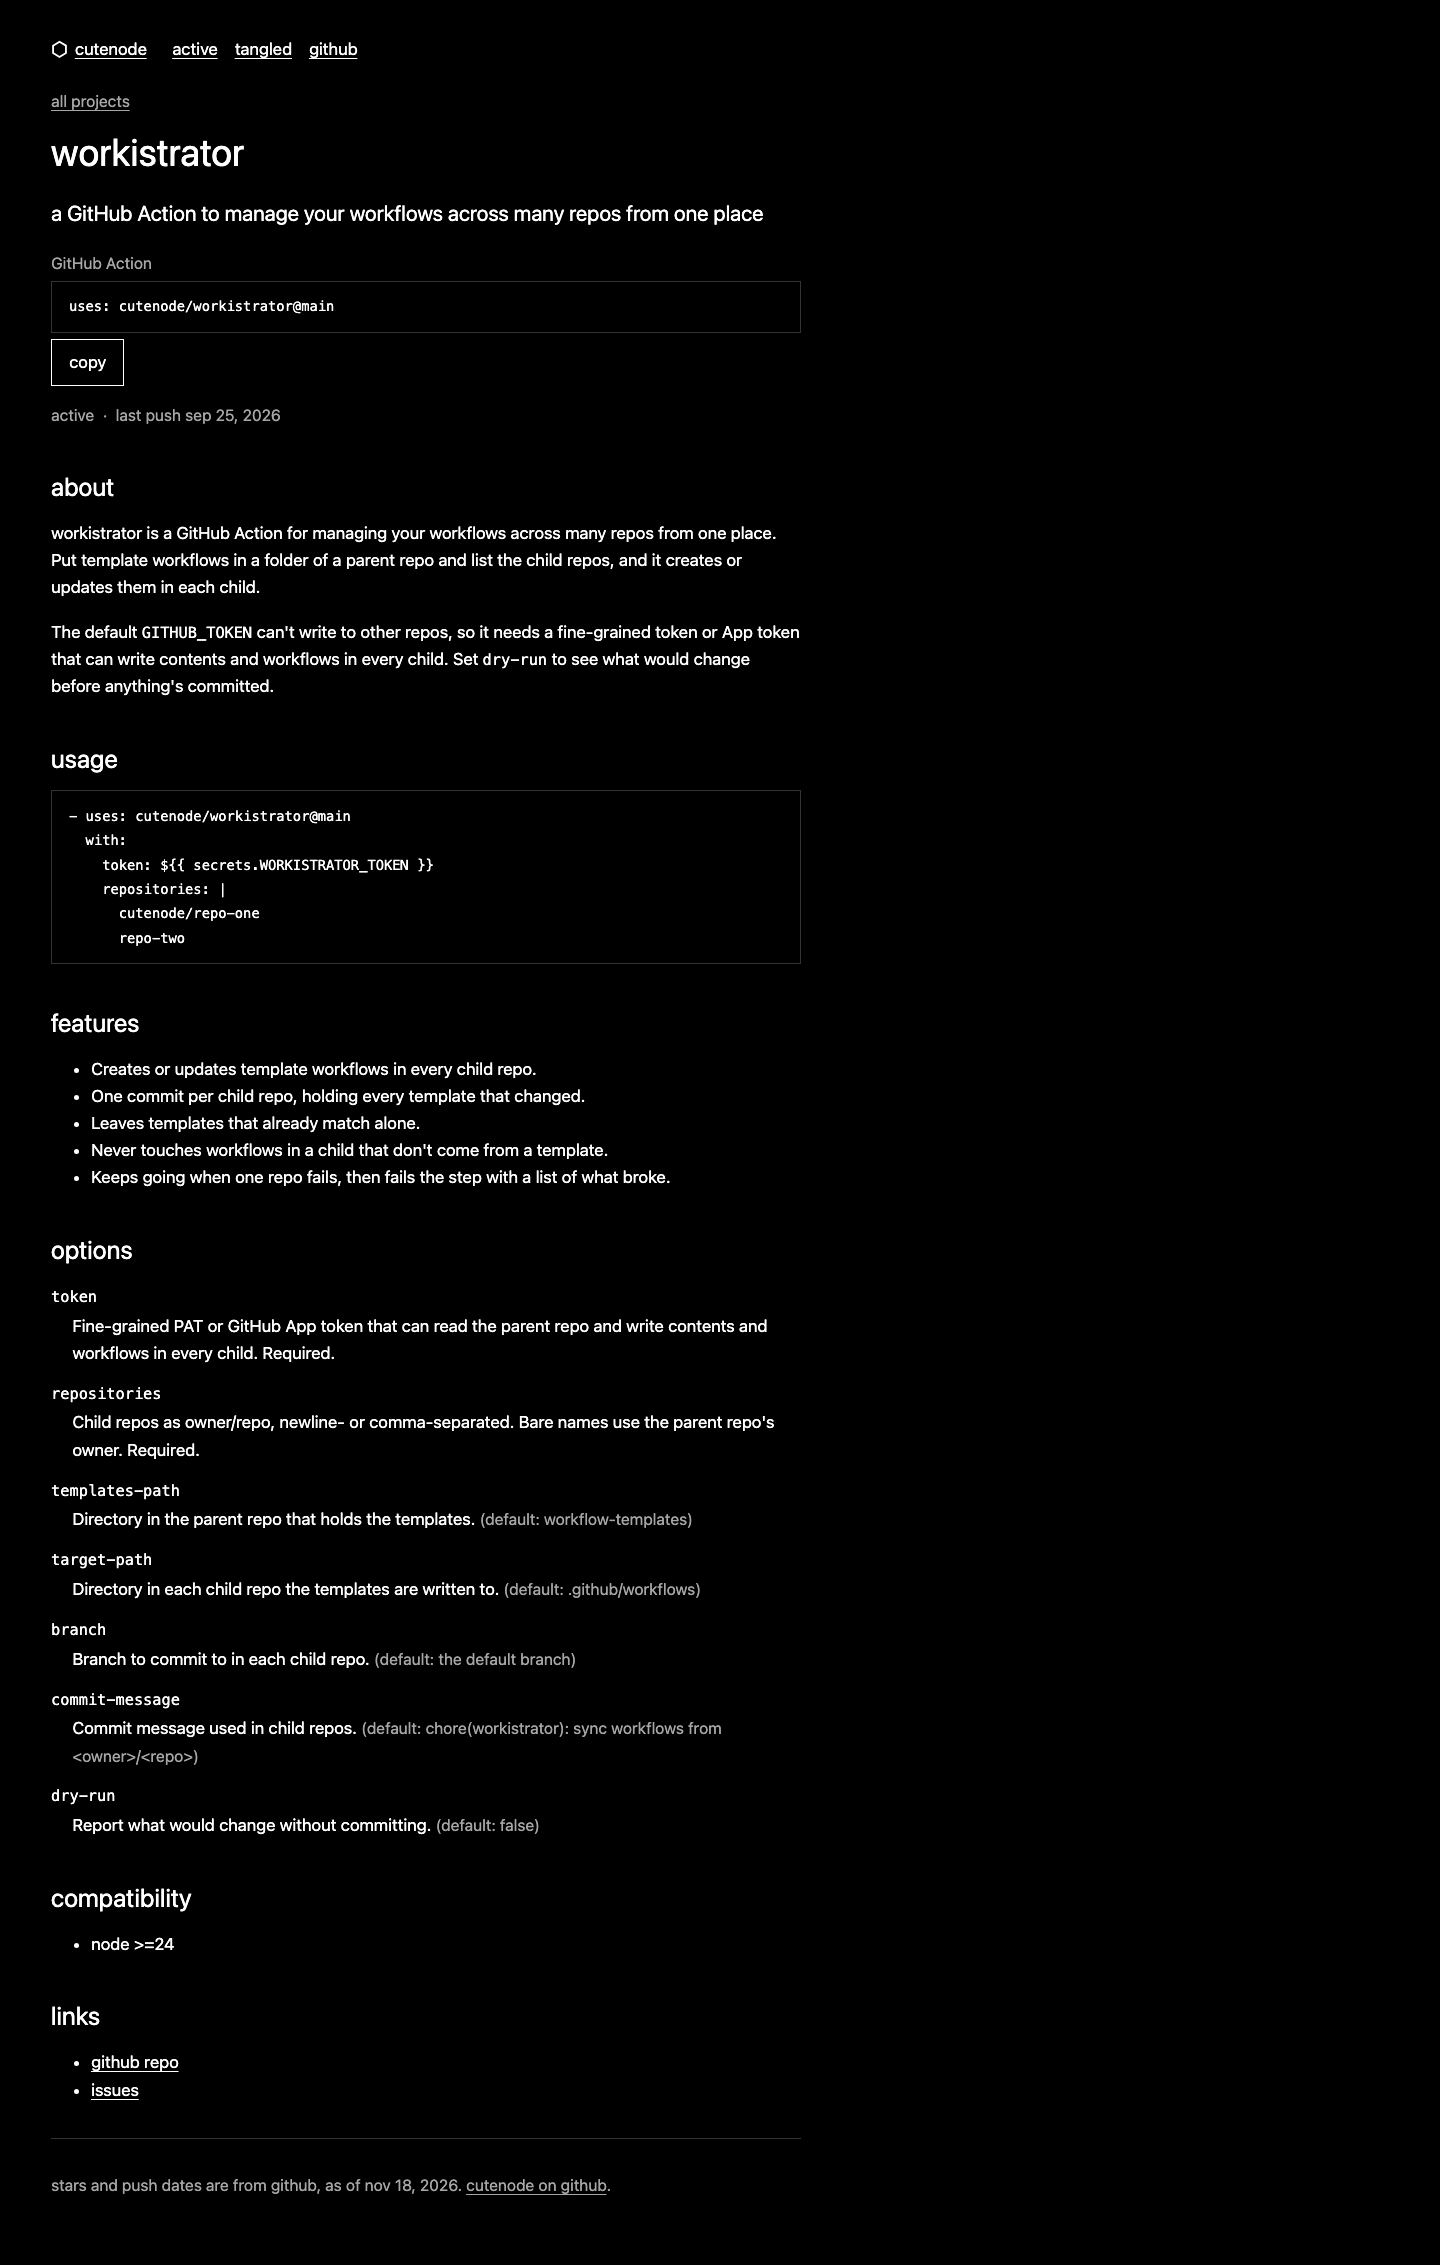 cutenode active tangled github
all projects
workistrator
a GitHub Action to manage your workflows across many repos from one place
GitHub Action
uses: cutenode/workistrator@main
copy
active · last push sep 25, 2026
about
workistrator is a GitHub Action for managing your workflows across many repos from one place.
Put template workflows in a folder of a parent repo and list the child repos, and it creates or
updates them in each child.
The default GITHUB_TOKEN can't write to other repos, so it needs a fine-grained token or App token
that can write contents and workflows in every child. Set dry-run to see what would change
before anything's committed.
usage
- uses: cutenode/workistrator@main
  with:
    token: ${{ secrets.WORKISTRATOR_TOKEN }}
    repositories: |
      cutenode/repo-one
      repo-two
features
• Creates or updates template workflows in every child repo.
• One commit per child repo, holding every template that changed.
• Leaves templates that already match alone.
• Never touches workflows in a child that don't come from a template.
• Keeps going when one repo fails, then fails the step with a list of what broke.
options
token
Fine-grained PAT or GitHub App token that can read the parent repo and write contents and
workflows in every child. Required.
repositories
Child repos as owner/repo, newline- or comma-separated. Bare names use the parent repo's
owner. Required.
templates-path
Directory in the parent repo that holds the templates. (default: workflow-templates)
target-path
Directory in each child repo the templates are written to. (default: .github/workflows)
branch
Branch to commit to in each child repo. (default: the default branch)
commit-message
Commit message used in child repos. (default: chore(workistrator): sync workflows from
<owner>/<repo>)
dry-run
Report what would change without committing. (default: false)
compatibility
• node >=24
links
• github repo
• issues
stars and push dates are from github, as of nov 18, 2026. cutenode on github.